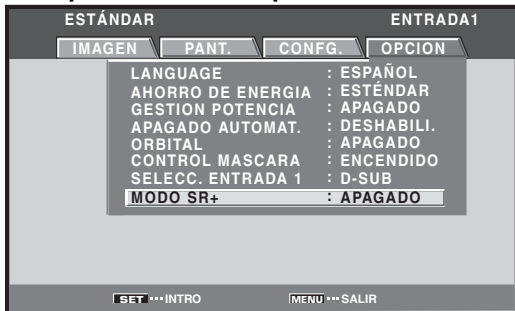 ESTÁNDAR ENTRADA1
IMAGEN PANT. CONFG. OPCION
LANGUAGE : ESPAÑOL
AHORRO DE ENERGIA : ESTÉNDAR
GESTION POTENCIA : APAGADO
APAGADO AUTOMAT. : DESHABILI.
ORBITAL : APAGADO
CONTROL MASCARA : ENCENDIDO
SELECC. ENTRADA 1 : D-SUB
MODO SR+ : APAGADO
SET ··· INTRO MENU ··· SALIR